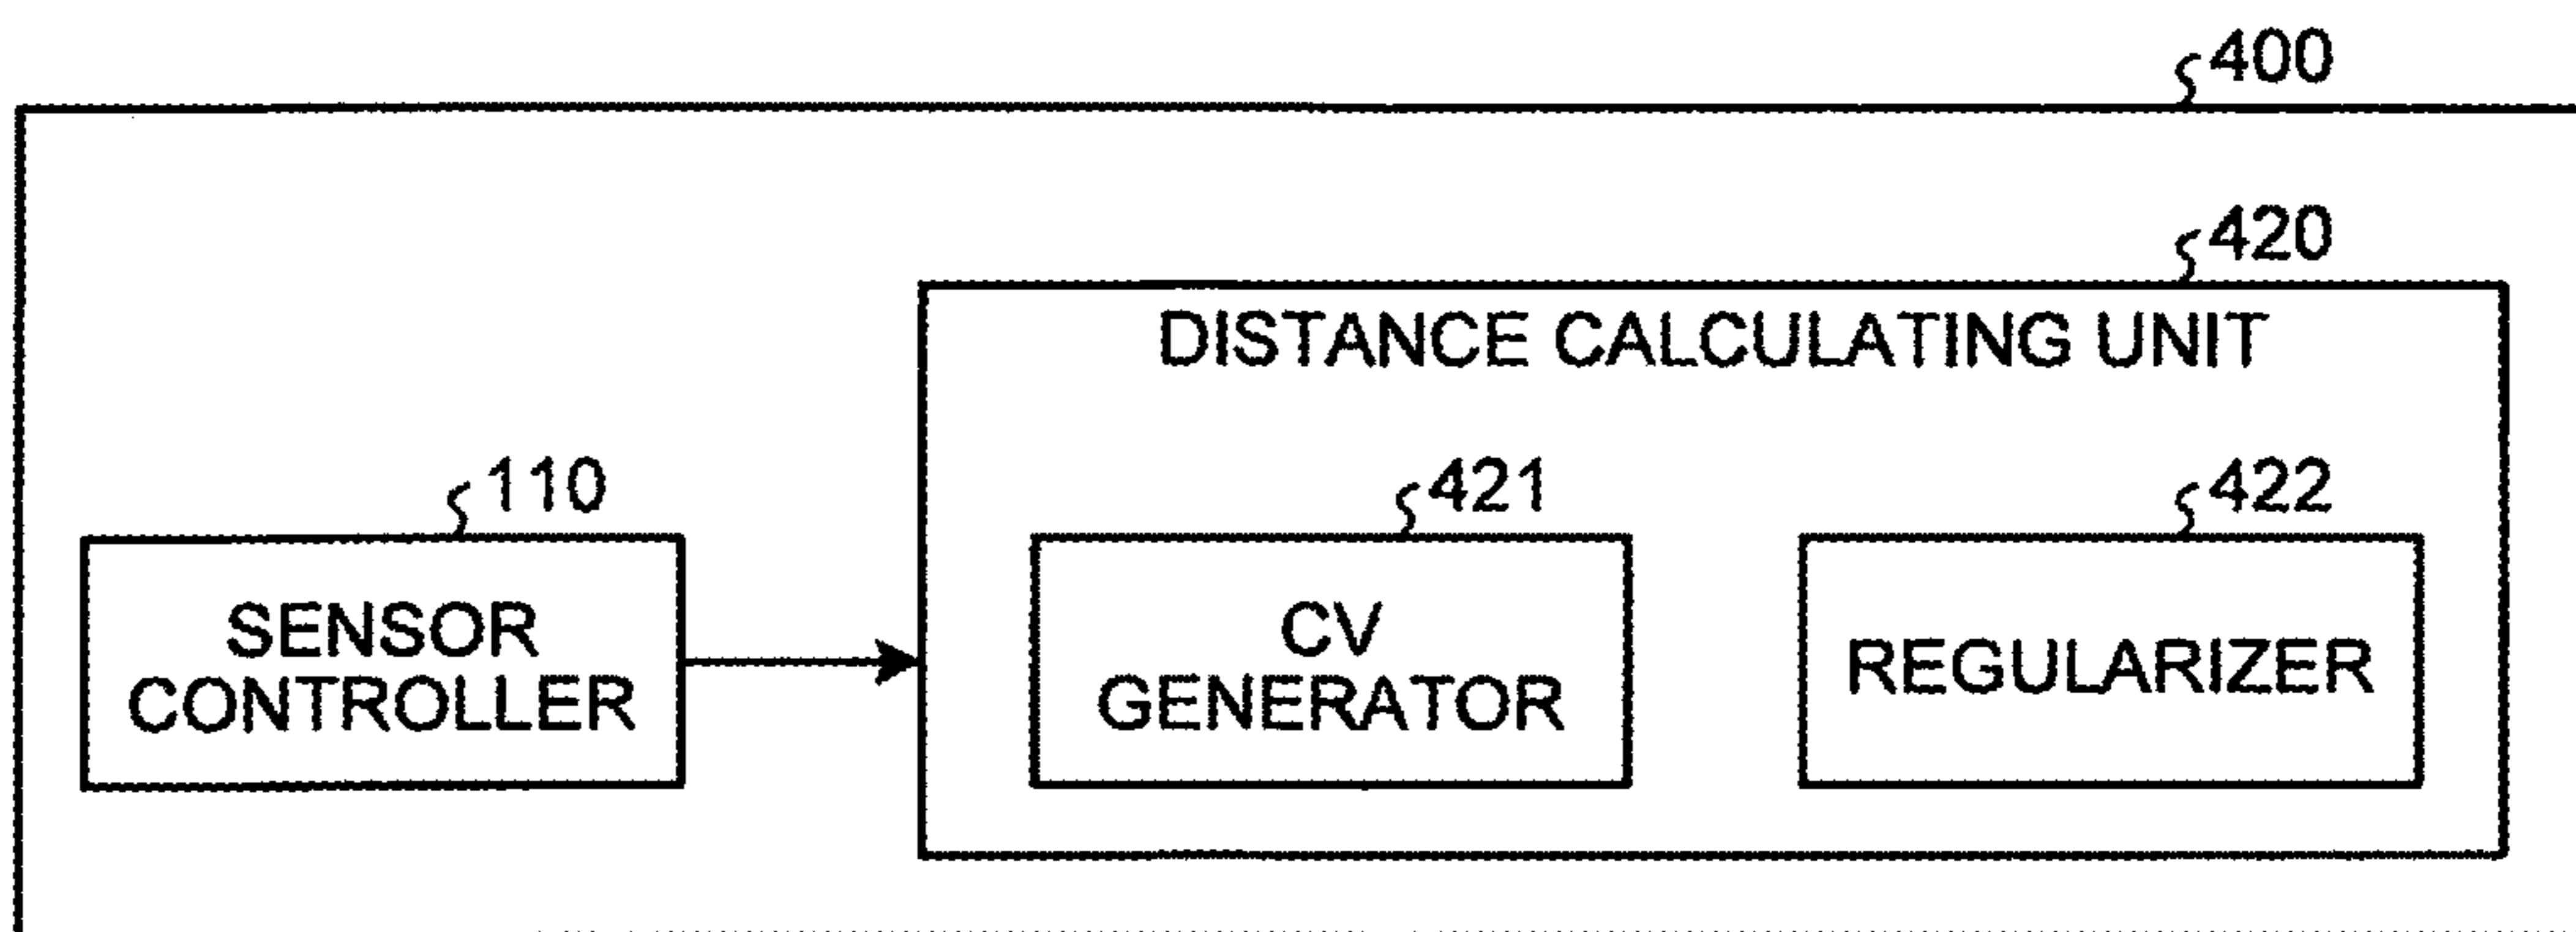 400
420
DISTANCE CALCULATING UNIT
110
421
422
SENSOR
CONTROLLER
CV
GENERATOR
REGULARIZER